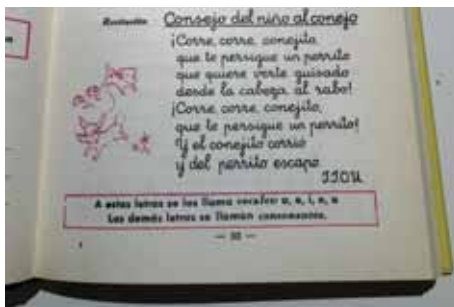 Recitación Consejo del niño al conejo
¡Corre, corre, conejito,
que te persigue un perrito
que quiere verte guisado
desde la cabeza al rabo!
¡Corre, corre, conejito,
que te persigue un perrito!
Y el conejito corrió
y del perrito escapó.
A estas letras se las llama vocales: a, e, i, o, u
Las demás letras se llaman consonantes.